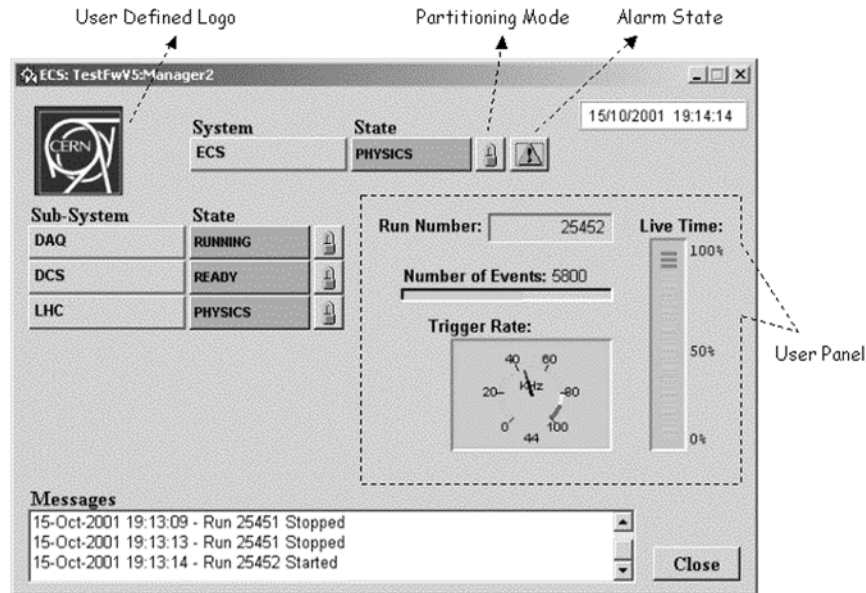 User Defined Logo
Partitioning Mode
Alarm State
ECS: TestFwV5:Manager2
15/10/2001 19:14:14
CERN
System State
ECS PHYSICS
Sub-System State
DAQ RUNNING
DCS READY
LHC PHYSICS
Run Number: 25452
Live Time:
100%
50%
0%
Number of Events: 5800
Trigger Rate:
40 60
KHz
20 80
0 100
44
User Panel
Messages
15-Oct-2001 19:13:09 - Run 25451 Stopped
15-Oct-2001 19:13:13 - Run 25451 Stopped
15-Oct-2001 19:13:14 - Run 25452 Started
Close